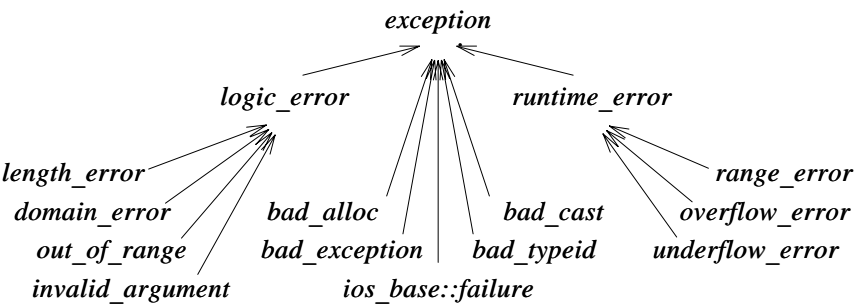 exception
logic_error runtime_error
length_error range_error
domain_error bad_alloc bad_cast overflow_error
out_of_range bad_exception bad_typeid underflow_error
invalid_argument ios_base::failure